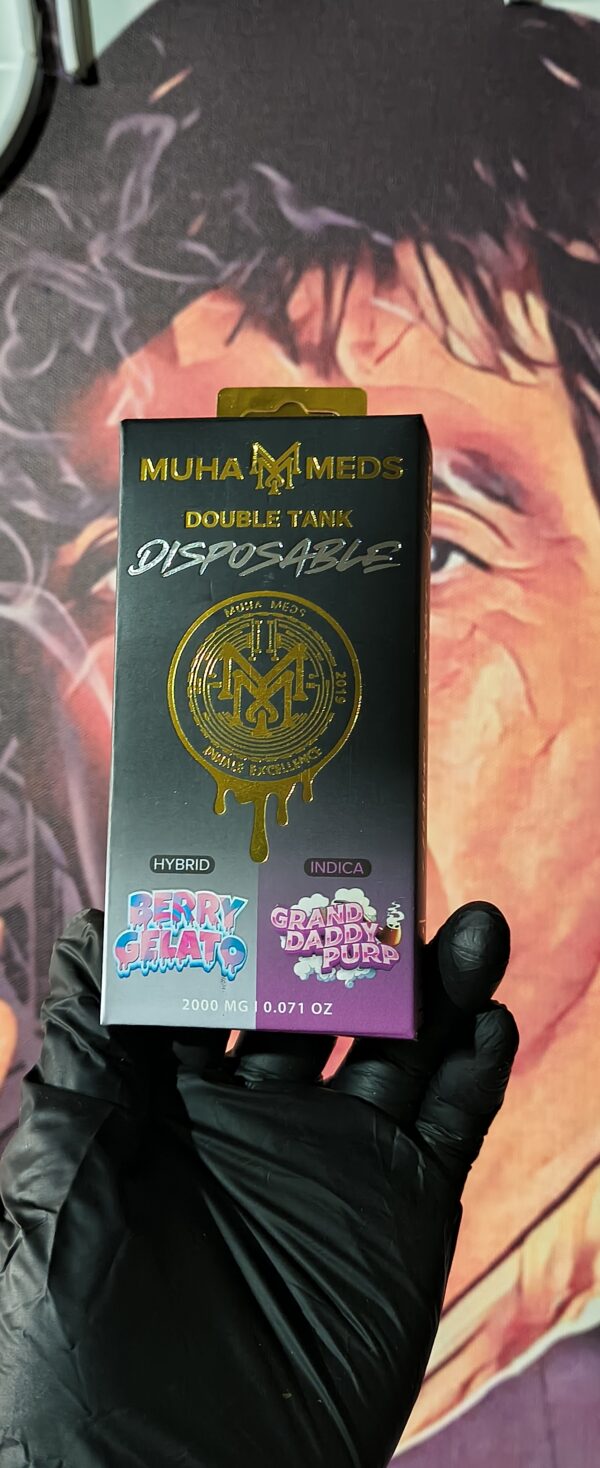 MUHA MEDS
DOUBLE TANK
DISPOSABLE
MUHA MEDS
2019
INHALE EXCELLENCE
HYBRID
INDICA
BERRY
GELATO
GRAND
DADDY
PURP
2000 MG | 0.071 OZ